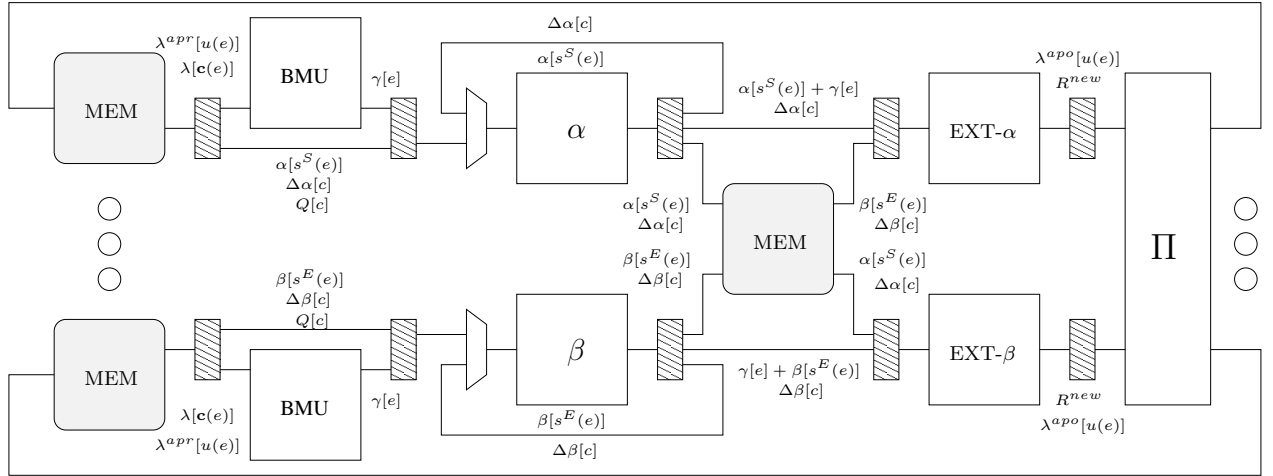 Δα[c]
λ^{apr}[u(e)]
λ[𝐜(e)]
BMU
γ[e]
α[s^S(e)]
λ^{apo}[u(e)]
R^{new}
α[s^S(e)] + γ[e]
Δα[c]
MEM
α
EXT-α
α[s^S(e)]
Δα[c]
Q[c]
α[s^S(e)]
Δα[c]
β[s^E(e)]
Δβ[c]
MEM
Π
β[s^E(e)]
Δβ[c]
α[s^S(e)]
Δα[c]
β[s^E(e)]
Δβ[c]
Q[c]
MEM
β
EXT-β
γ[e] + β[s^E(e)]
Δβ[c]
BMU
γ[e]
λ[𝐜(e)]
λ^{apr}[u(e)]
β[s^E(e)]
Δβ[c]
R^{new}
λ^{apo}[u(e)]